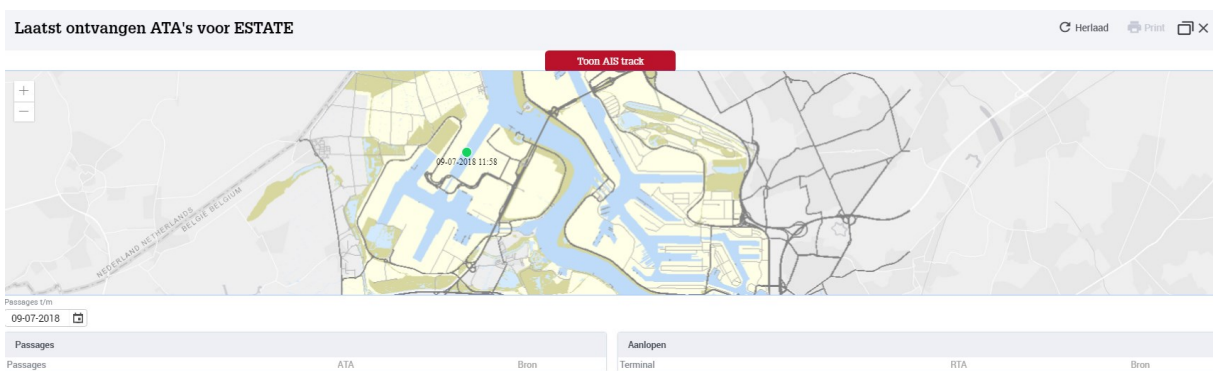 Laatst ontvangen ATA's voor ESTATE
Herlaad
Print
Toon AIS track
+
−
09-07-2018 11:58
NEDERLAND NETHERLANDS
BELGIË BELGIUM
Passages t/m
09-07-2018
Passages
Aanlopen
Passages ATA Bron
Terminal RTA Bron